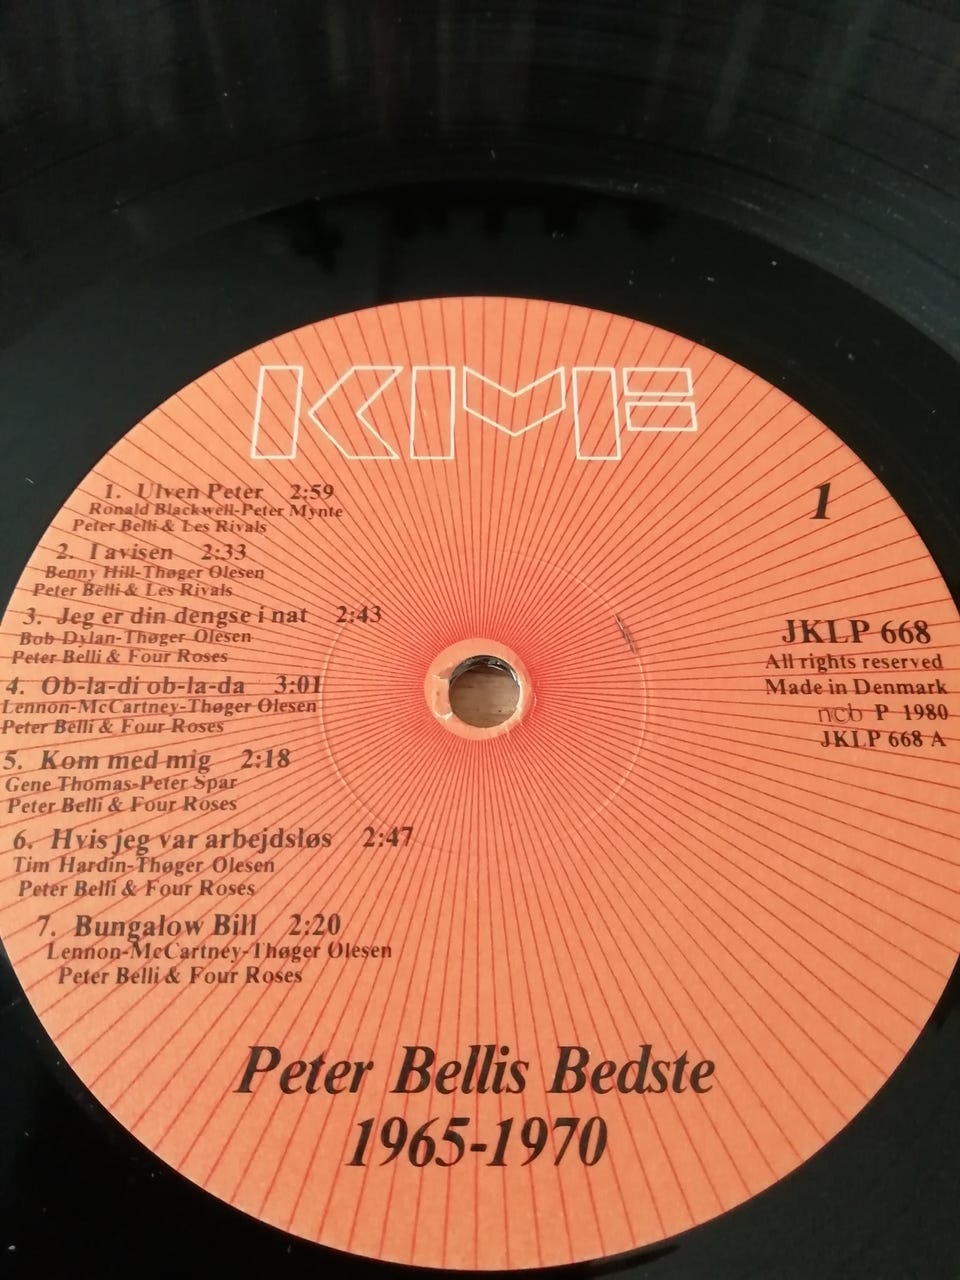 KMF
1. Ulven Peter 2:59
Ronald Blackwell-Peter Mynte
Peter Belli & Les Rivals
2. I avisen 2:33
Benny Hill-Thøger Olesen
Peter Belli & Les Rivals
3. Jeg er din dengse i nat 2:43
Bob Dylan-Thøger Olesen
Peter Belli & Four Roses
4. Ob-la-di ob-la-da 3:01
Lennon-McCartney-Thøger Olesen
Peter Belli & Four Roses
5. Kom med mig 2:18
Gene Thomas-Peter Spar
Peter Belli & Four Roses
6. Hvis jeg var arbejdsløs 2:47
Tim Hardin-Thøger Olesen
Peter Belli & Four Roses
7. Bungalow Bill 2:20
Lennon-McCartney-Thøger Olesen
Peter Belli & Four Roses
1
JKLP 668
All rights reserved
Made in Denmark
ncb P 1980
JKLP 668 A
Peter Bellis Bedste
1965-1970